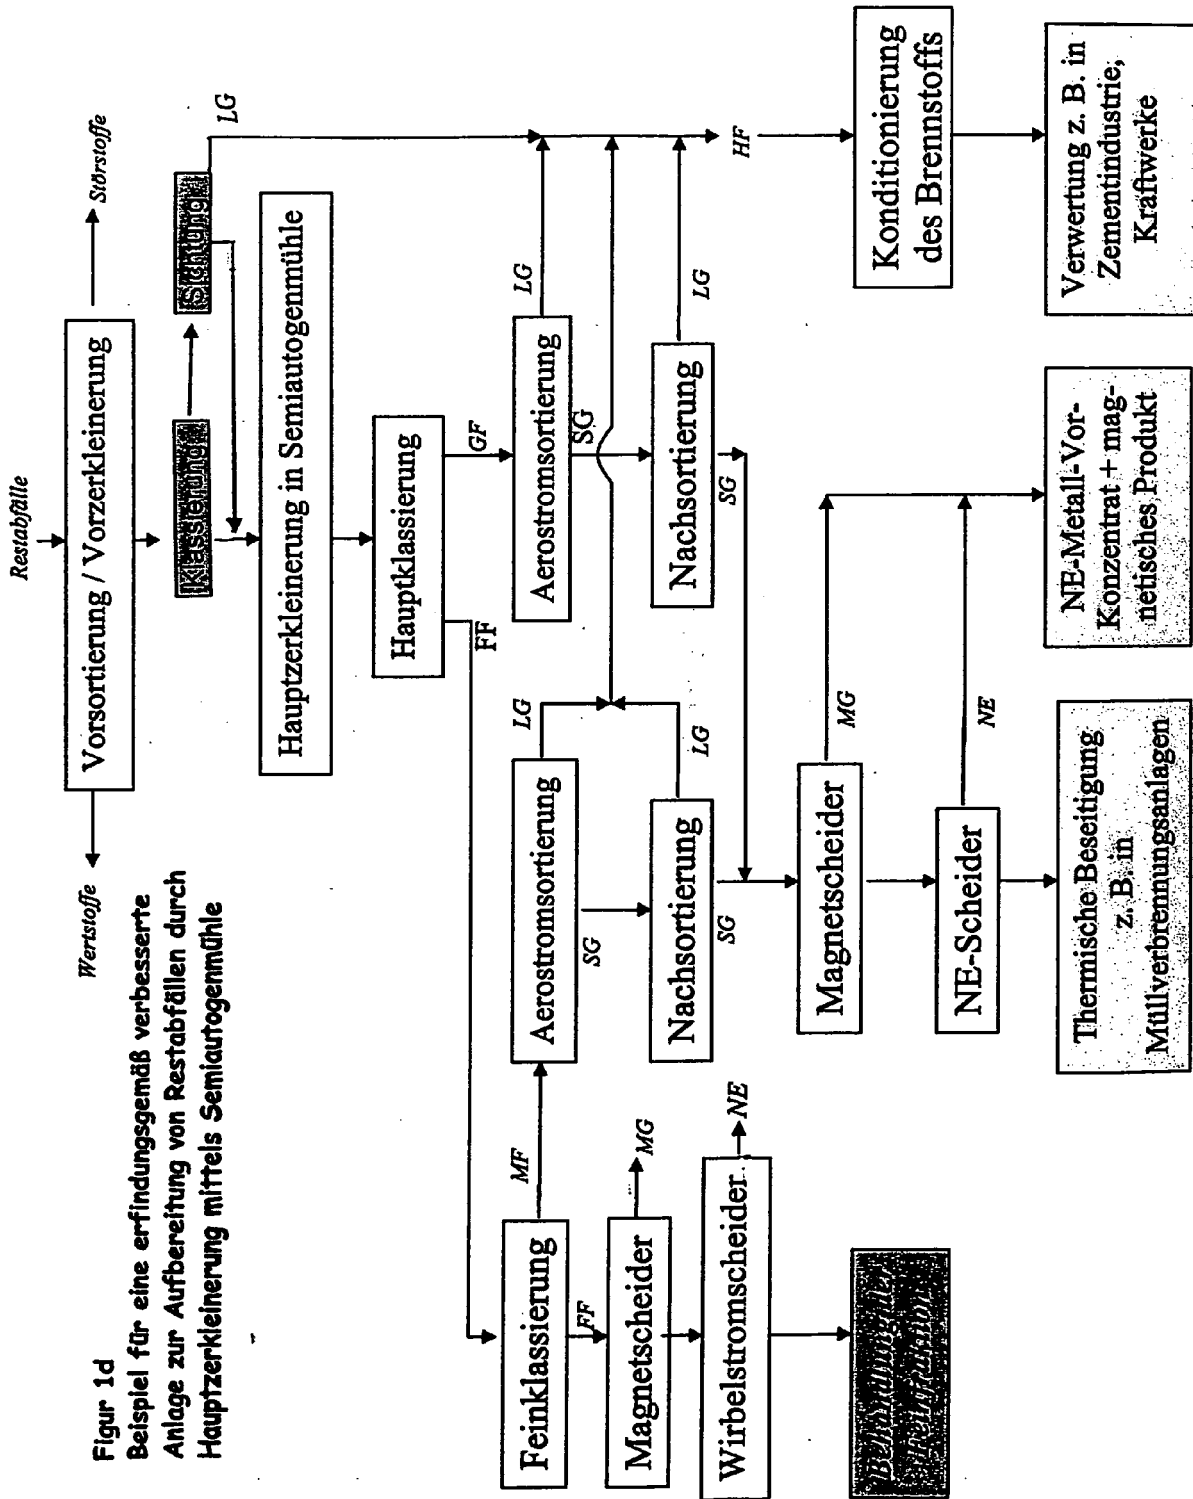 Figur 1d
Beispiel für eine erfindungsgemäß verbesserte
Anlage zur Aufbereitung von Restabfällen durch
Hauptzerkleinerung mittels Semiautogenmühle
Restabfälle
Wertstoffe
Vorsortierung / Vorzerkleinerung
Störstoffe
Klassierung
Sichtung
LG
Hauptzerkleinerung in Semiautogenmühle
Hauptklassierung
FF
GF
Feinklassierung
MF
Aerostromsortierung
LG
Aerostromsortierung
LG
FF
SG
SG
Magnetscheider
MG
Nachsortierung
LG
Nachsortierung
LG
SG
SG
HF
Wirbelstromscheider
NE
Magnetscheider
MG
NE-Scheider
NE
Konditionierung
des Brennstoffs
Behandlung der
Feinfraktion
Thermische Beseitigung
z. B. in
Müllverbrennungsanlagen
NE-Metall-Vor-
Konzentrat + mag-
netisches Produkt
Verwertung z. B. in
Zementindustrie,
Kraftwerke